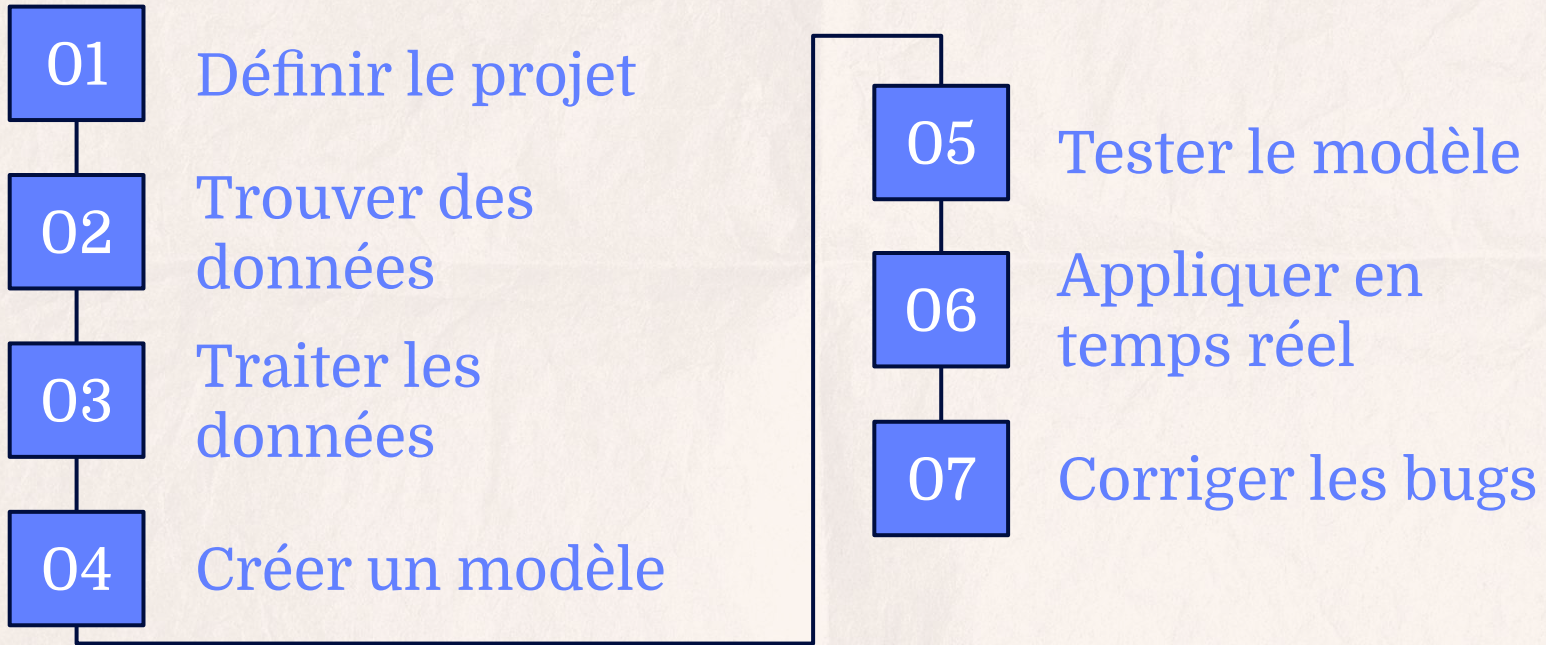 01
Définir le projet
02
Trouver des
données
03
Traiter les
données
04
Créer un modèle
05
Tester le modèle
06
Appliquer en
temps réel
07
Corriger les bugs